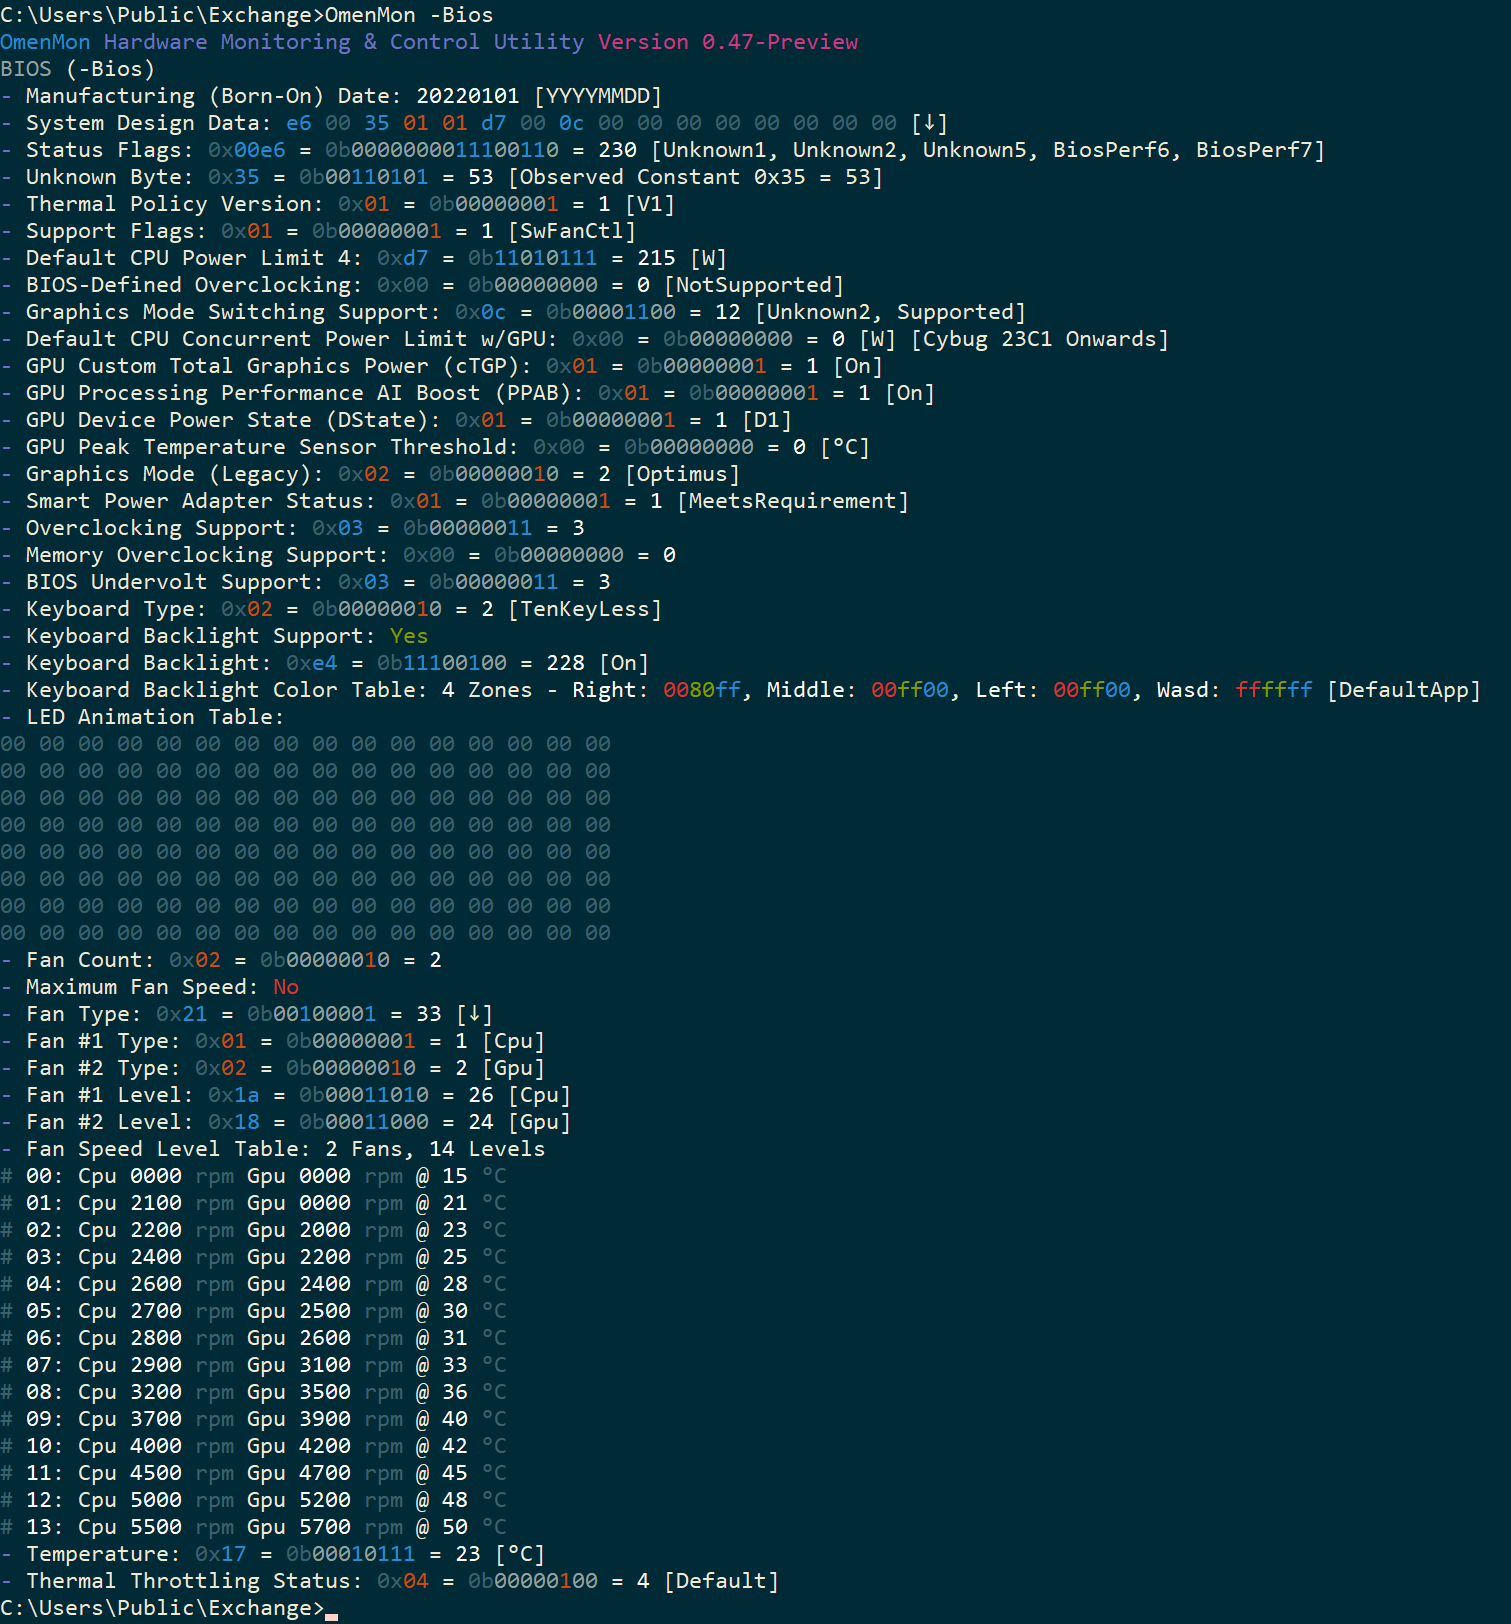 C:\Users\Public\Exchange>OmenMon -Bios
OmenMon Hardware Monitoring & Control Utility Version 0.47-Preview
BIOS (-Bios)
- Manufacturing (Born-On) Date: 20220101 [YYYYMMDD]
- System Design Data: e6 00 35 01 01 d7 00 0c 00 00 00 00 00 00 00 00 [↓]
- Status Flags: 0x00e6 = 0b0000000011100110 = 230 [Unknown1, Unknown2, Unknown5, BiosPerf6, BiosPerf7]
- Unknown Byte: 0x35 = 0b00110101 = 53 [Observed Constant 0x35 = 53]
- Thermal Policy Version: 0x01 = 0b00000001 = 1 [V1]
- Support Flags: 0x01 = 0b00000001 = 1 [SwFanCtl]
- Default CPU Power Limit 4: 0xd7 = 0b11010111 = 215 [W]
- BIOS-Defined Overclocking: 0x00 = 0b00000000 = 0 [NotSupported]
- Graphics Mode Switching Support: 0x0c = 0b00001100 = 12 [Unknown2, Supported]
- Default CPU Concurrent Power Limit w/GPU: 0x00 = 0b00000000 = 0 [W] [Cybug 23C1 Onwards]
- GPU Custom Total Graphics Power (cTGP): 0x01 = 0b00000001 = 1 [On]
- GPU Processing Performance AI Boost (PPAB): 0x01 = 0b00000001 = 1 [On]
- GPU Device Power State (DState): 0x01 = 0b00000001 = 1 [D1]
- GPU Peak Temperature Sensor Threshold: 0x00 = 0b00000000 = 0 [°C]
- Graphics Mode (Legacy): 0x02 = 0b00000010 = 2 [Optimus]
- Smart Power Adapter Status: 0x01 = 0b00000001 = 1 [MeetsRequirement]
- Overclocking Support: 0x03 = 0b00000011 = 3
- Memory Overclocking Support: 0x00 = 0b00000000 = 0
- BIOS Undervolt Support: 0x03 = 0b00000011 = 3
- Keyboard Type: 0x02 = 0b00000010 = 2 [TenKeyLess]
- Keyboard Backlight Support: Yes
- Keyboard Backlight: 0xe4 = 0b11100100 = 228 [On]
- Keyboard Backlight Color Table: 4 Zones - Right: 0080ff, Middle: 00ff00, Left: 00ff00, Wasd: ffffff [DefaultApp]
- LED Animation Table:
00 00 00 00 00 00 00 00 00 00 00 00 00 00 00 00
00 00 00 00 00 00 00 00 00 00 00 00 00 00 00 00
00 00 00 00 00 00 00 00 00 00 00 00 00 00 00 00
00 00 00 00 00 00 00 00 00 00 00 00 00 00 00 00
00 00 00 00 00 00 00 00 00 00 00 00 00 00 00 00
00 00 00 00 00 00 00 00 00 00 00 00 00 00 00 00
00 00 00 00 00 00 00 00 00 00 00 00 00 00 00 00
00 00 00 00 00 00 00 00 00 00 00 00 00 00 00 00
- Fan Count: 0x02 = 0b00000010 = 2
- Maximum Fan Speed: No
- Fan Type: 0x21 = 0b00100001 = 33 [↓]
- Fan #1 Type: 0x01 = 0b00000001 = 1 [Cpu]
- Fan #2 Type: 0x02 = 0b00000010 = 2 [Gpu]
- Fan #1 Level: 0x1a = 0b00011010 = 26 [Cpu]
- Fan #2 Level: 0x18 = 0b00011000 = 24 [Gpu]
- Fan Speed Level Table: 2 Fans, 14 Levels
# 00: Cpu 0000 rpm Gpu 0000 rpm @ 15 °C
# 01: Cpu 2100 rpm Gpu 0000 rpm @ 21 °C
# 02: Cpu 2200 rpm Gpu 2000 rpm @ 23 °C
# 03: Cpu 2400 rpm Gpu 2200 rpm @ 25 °C
# 04: Cpu 2600 rpm Gpu 2400 rpm @ 28 °C
# 05: Cpu 2700 rpm Gpu 2500 rpm @ 30 °C
# 06: Cpu 2800 rpm Gpu 2600 rpm @ 31 °C
# 07: Cpu 2900 rpm Gpu 3100 rpm @ 33 °C
# 08: Cpu 3200 rpm Gpu 3500 rpm @ 36 °C
# 09: Cpu 3700 rpm Gpu 3900 rpm @ 40 °C
# 10: Cpu 4000 rpm Gpu 4200 rpm @ 42 °C
# 11: Cpu 4500 rpm Gpu 4700 rpm @ 45 °C
# 12: Cpu 5000 rpm Gpu 5200 rpm @ 48 °C
# 13: Cpu 5500 rpm Gpu 5700 rpm @ 50 °C
- Temperature: 0x17 = 0b00010111 = 23 [°C]
- Thermal Throttling Status: 0x04 = 0b00000100 = 4 [Default]
C:\Users\Public\Exchange>_